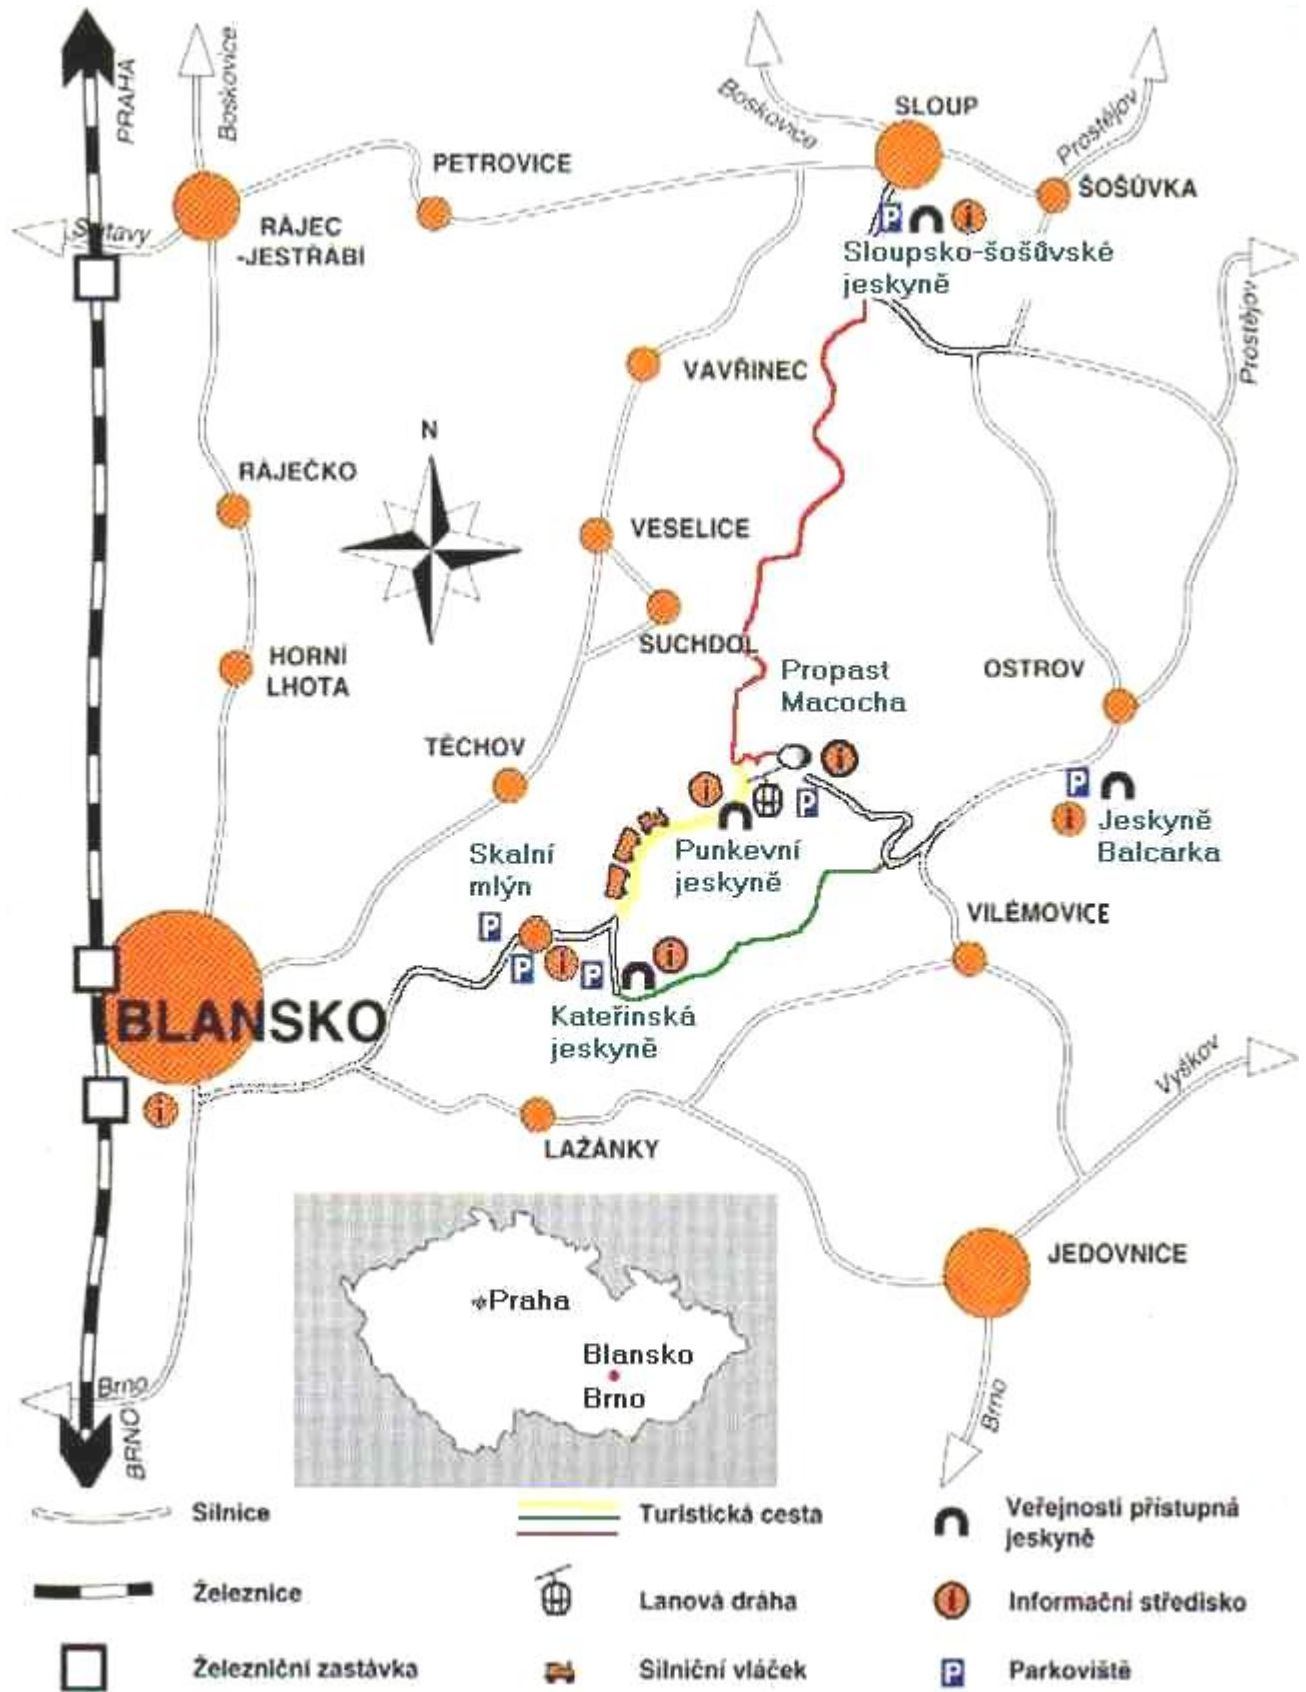 PRAHA
Boskovice
Boskovice
SLOUP
Prostějov
PETROVICE
ŠOŠŮVKA
RÁJEC
-JESTŘÁBÍ
Svitávy
P
i
Sloupsko-šošůvské
jeskyně
Prostějov
VAVŘINEC
N
RÁJEČKO
VESELICE
SUCHDOL
HORNÍ
LHOTA
Propast
Macocha
OSTROV
TĚCHOV
i
i
P
P
i
Jeskyně
Balcarka
Skalní
mlýn
Punkevní
jeskyně
P
VILÉMOVICE
P
i
P
i
BLANSKO
Kateřinská
jeskyně
Vyškov
i
LAŽÁNKY
JEDOVNICE
Praha
Blansko
Brno
Brno
BRNO
Brno
Silnice
Turistická cesta
Veřejnosti přístupná
jeskyně
Železnice
Lanová dráha
i
Informační středisko
Železniční zastávka
Silniční vláček
P
Parkoviště